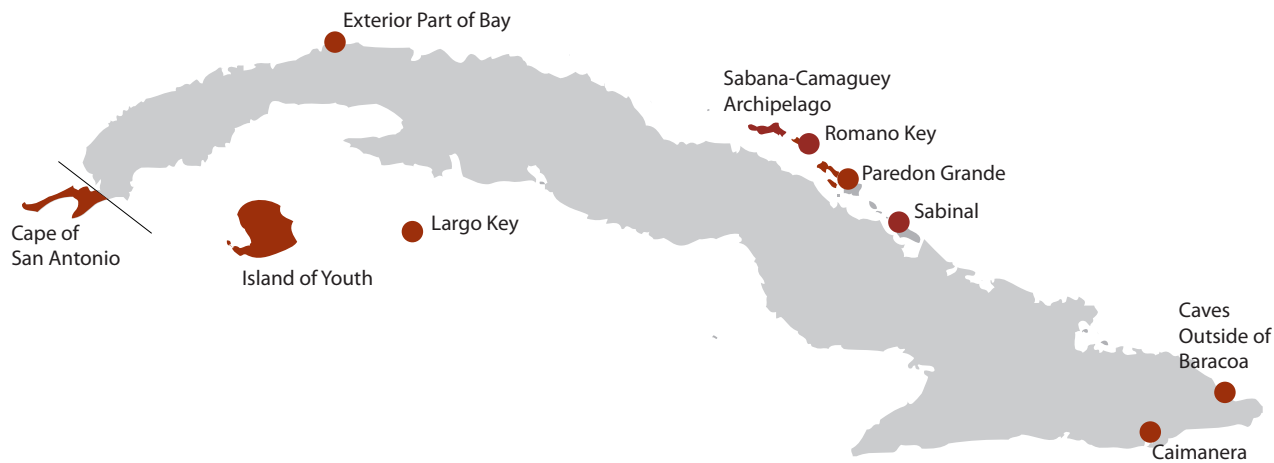 Exterior Part of Bay
Sabana-Camaguey
Archipelago
Romano Key
Paredon Grande
Sabinal
Largo Key
Cape of
San Antonio
Island of Youth
Caves
Outside of
Baracoa
Caimanera